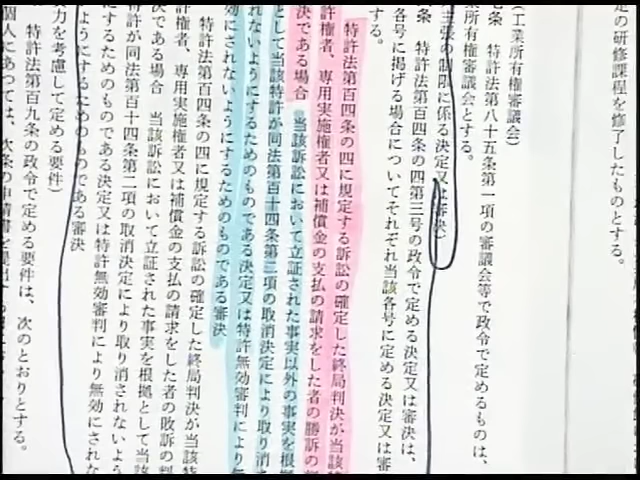 定の研修課程を修了したものとする。
(工業所有権審議会)
条 特許法第八十五条第一項の審議会等で政令で定めるものは、
業所有権審議会とする。
主張の制限に係る決定又は審決)
条 特許法第百四条の四第三号の政令で定める決定又は審決は、
各号に掲げる場合についてそれぞれ当該各号に定める決定又は審
する。
特許法第百四条の四に規定する訴訟の確定した終局判決が当該特
許権者、専用実施権者又は補償金の支払の請求をした者の勝訴の
決である場合 当該訴訟において立証された事実以外の事実を根拠
として当該特許が同法第百十四条第二項の取消決定により取り消さ
れないようにするためのものである決定又は特許無効審判により無
効にされないようにするためのものである審決
特許法第百四条の四に規定する訴訟の確定した終局判決が当該特
許権者、専用実施権者又は補償金の支払の請求をした者の敗訴の判
決である場合 当該訴訟において立証された事実を根拠として当該
特許が同法第百十四条第二項の取消決定により取り消されないよう
にするためのものである決定又は特許無効審判により無効にされな
ようにするためのものである審決
力を考慮して定める要件)
特許法第百九条の政令で定める要件は、次のとおりとする。
個人にあっては、次条の申請書を提出